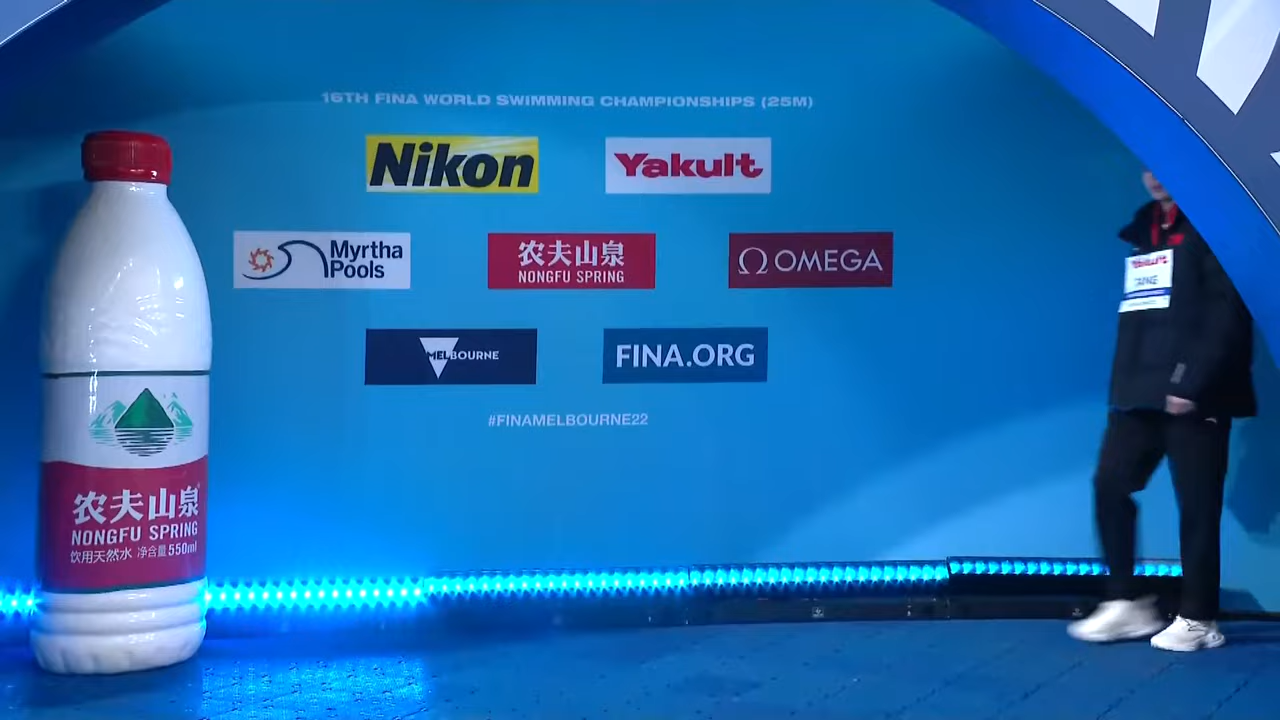 16TH FINA WORLD SWIMMING CHAMPIONSHIPS (25M)
Nikon
Yakult
Myrtha
Pools
农夫山泉
NONGFU SPRING
Ω OMEGA
MELBOURNE
FINA.ORG
#FINAMELBOURNE22
农夫山泉
NONGFU SPRING
饮用天然水 净含量550ml
Yakult